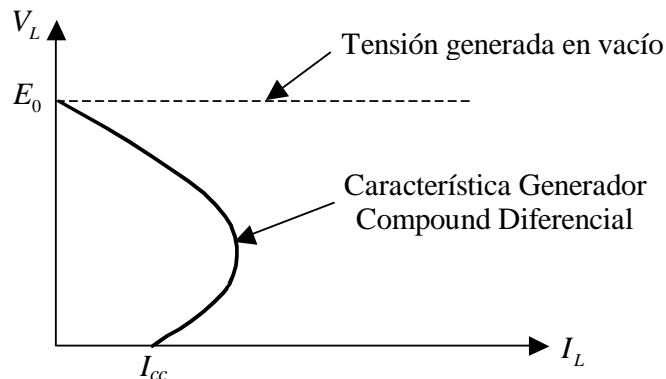 V_L
Tensión generada en vacío
E_0
Característica Generador
Compound Diferencial
I_cc
I_L